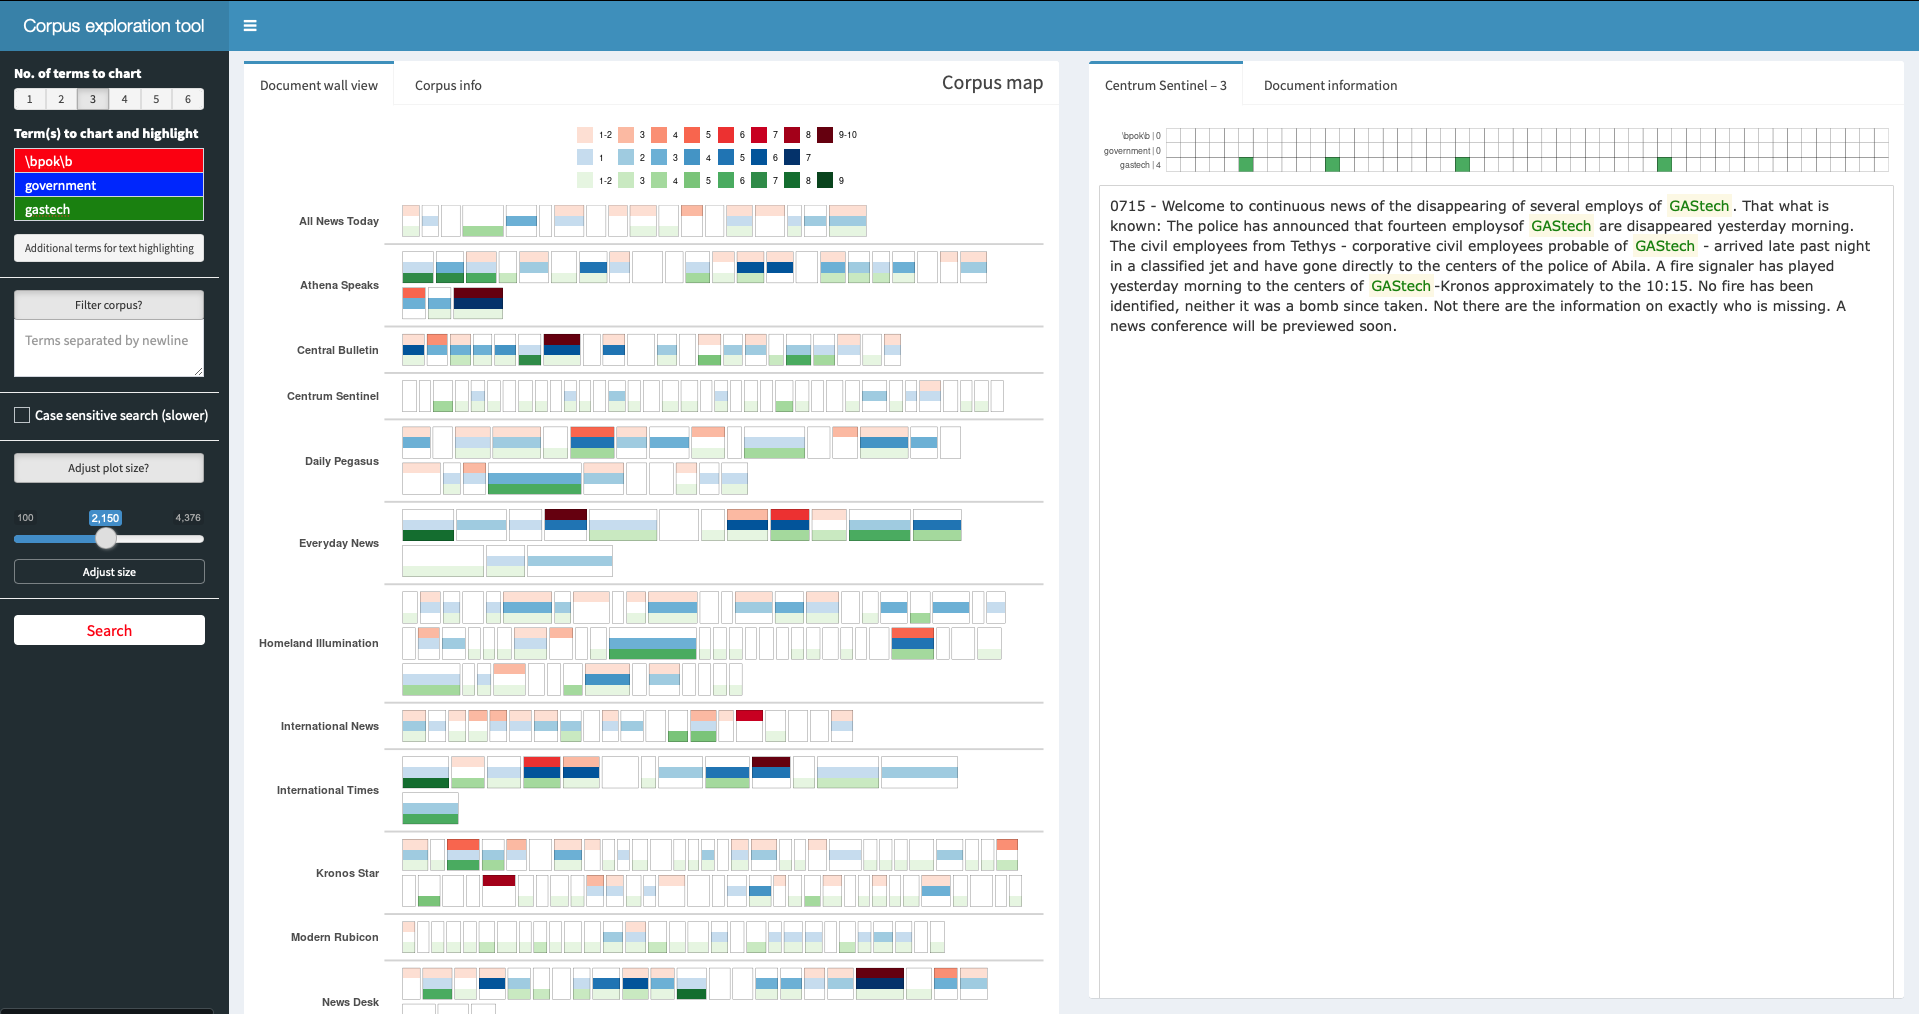 Corpus exploration tool
No. of terms to chart
1 2 3 4 5 6
Term(s) to chart and highlight
\bpok\b
government
gastech
Additional terms for text highlighting
Filter corpus?
Terms separated by newline
Case sensitive search (slower)
Adjust plot size?
100 2,150 4,376
Adjust size
Search
Document wall view Corpus info Corpus map
1-2 3 4 5 6 7 8 9-10
1 2 3 4 5 6 7
1-2 3 4 5 6 7 8 9
All News Today
Athena Speaks
Central Bulletin
Centrum Sentinel
Daily Pegasus
Everyday News
Homeland Illumination
International News
International Times
Kronos Star
Modern Rubicon
News Desk
Centrum Sentinel – 3 Document information
\bpok\b | 0
government | 0
gastech | 4
0715 - Welcome to continuous news of the disappearing of several employs of GAStech. That what is
known: The police has announced that fourteen employsof GAStech are disappeared yesterday morning.
The civil employees from Tethys - corporative civil employees probable of GAStech - arrived late past night
in a classified jet and have gone directly to the centers of the police of Abila. A fire signaler has played
yesterday morning to the centers of GAStech-Kronos approximately to the 10:15. No fire has been
identified, neither it was a bomb since taken. Not there are the information on exactly who is missing. A
news conference will be previewed soon.